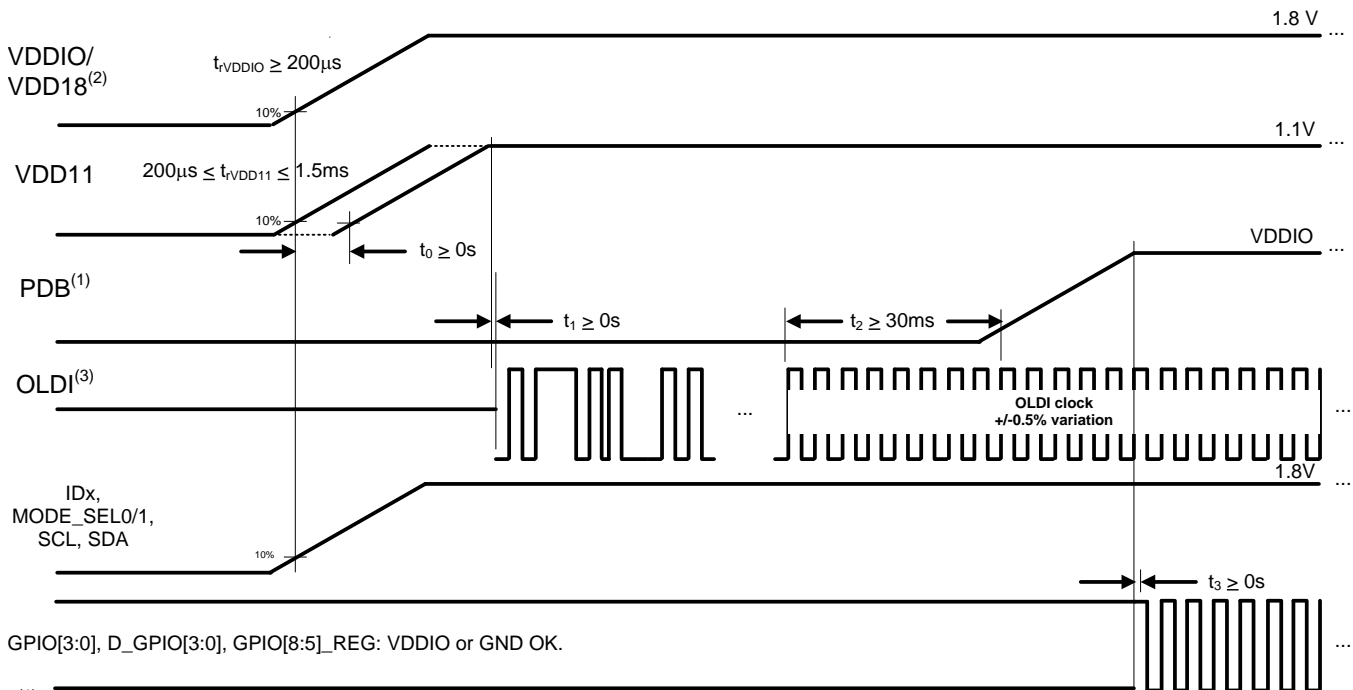 1.8 V
...
VDDIO/
VDD18(2)
trVDDIO ≥ 200μs
10%
1.1V
...
VDD11
200μs ≤ trVDD11 ≤ 1.5ms
10%
t0 ≥ 0s
VDDIO
...
PDB(1)
t1 ≥ 0s
t2 ≥ 30ms
OLDI(3)
...
OLDI clock
+/-0.5% variation
...
1.8V
...
IDx,
MODE_SEL0/1,
SCL, SDA
10%
t3 ≥ 0s
GPIO[3:0], D_GPIO[3:0], GPIO[8:5]_REG: VDDIO or GND OK.
...